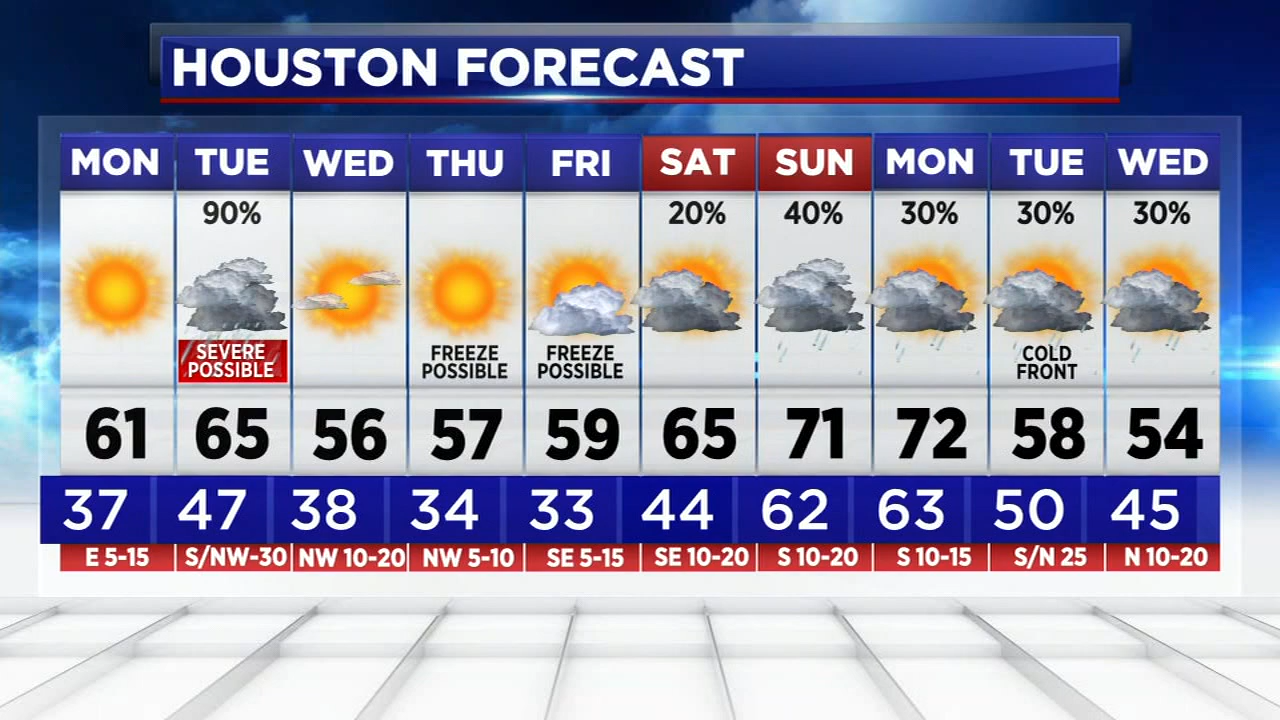 HOUSTON FORECAST
MON TUE WED THU FRI SAT SUN MON TUE WED
90% 20% 40% 30% 30% 30%
SEVERE POSSIBLE
FREEZE POSSIBLE
FREEZE POSSIBLE
COLD FRONT
61 65 56 57 59 65 71 72 58 54
37 47 38 34 33 44 62 63 50 45
E 5-15 S/NW-30 NW 10-20 NW 5-10 SE 5-15 SE 10-20 S 10-20 S 10-15 S/N 25 N 10-20